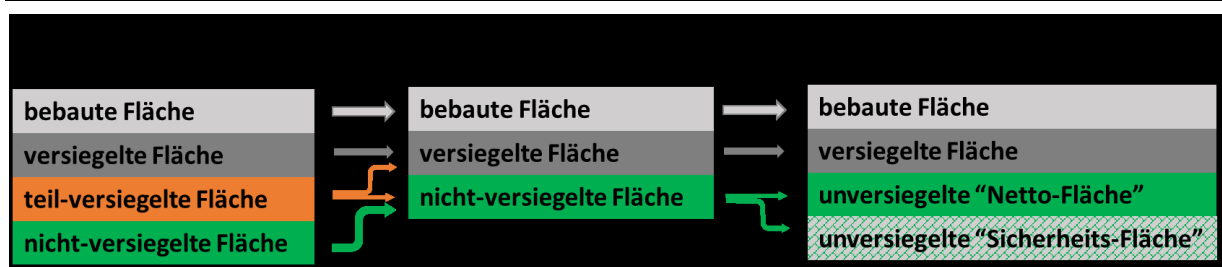 bebaute Fläche
versiegelte Fläche
teil-versiegelte Fläche
nicht-versiegelte Fläche
bebaute Fläche
versiegelte Fläche
nicht-versiegelte Fläche
bebaute Fläche
versiegelte Fläche
unversiegelte “Netto-Fläche”
unversiegelte “Sicherheits-Fläche”